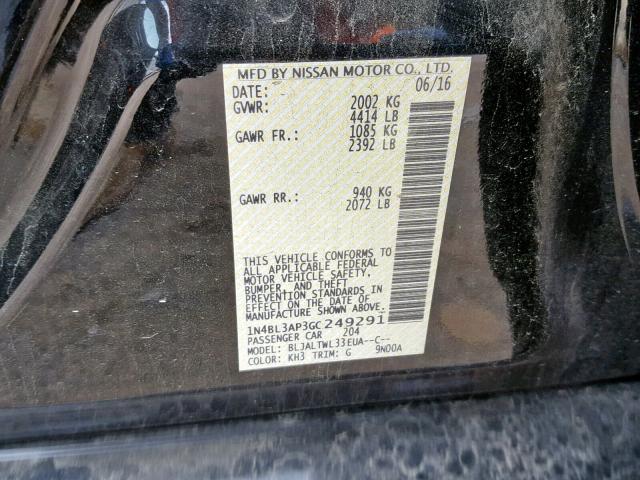 MFD BY NISSAN MOTOR CO., LTD.
DATE: 06/16
GVWR: 2002 KG
4414 LB
GAWR FR.: 1085 KG
2392 LB
GAWR RR.: 940 KG
2072 LB
THIS VEHICLE CONFORMS TO
ALL APPLICABLE FEDERAL
MOTOR VEHICLE SAFETY,
BUMPER, AND THEFT
PREVENTION STANDARDS IN
EFFECT ON THE DATE OF
MANUFACTURE SHOWN ABOVE.
1N4BL3AP3GC249291
PASSENGER CAR 204
MODEL: BLJALTWL33EUA--C--
COLOR: KH3 TRIM: G 9N00A